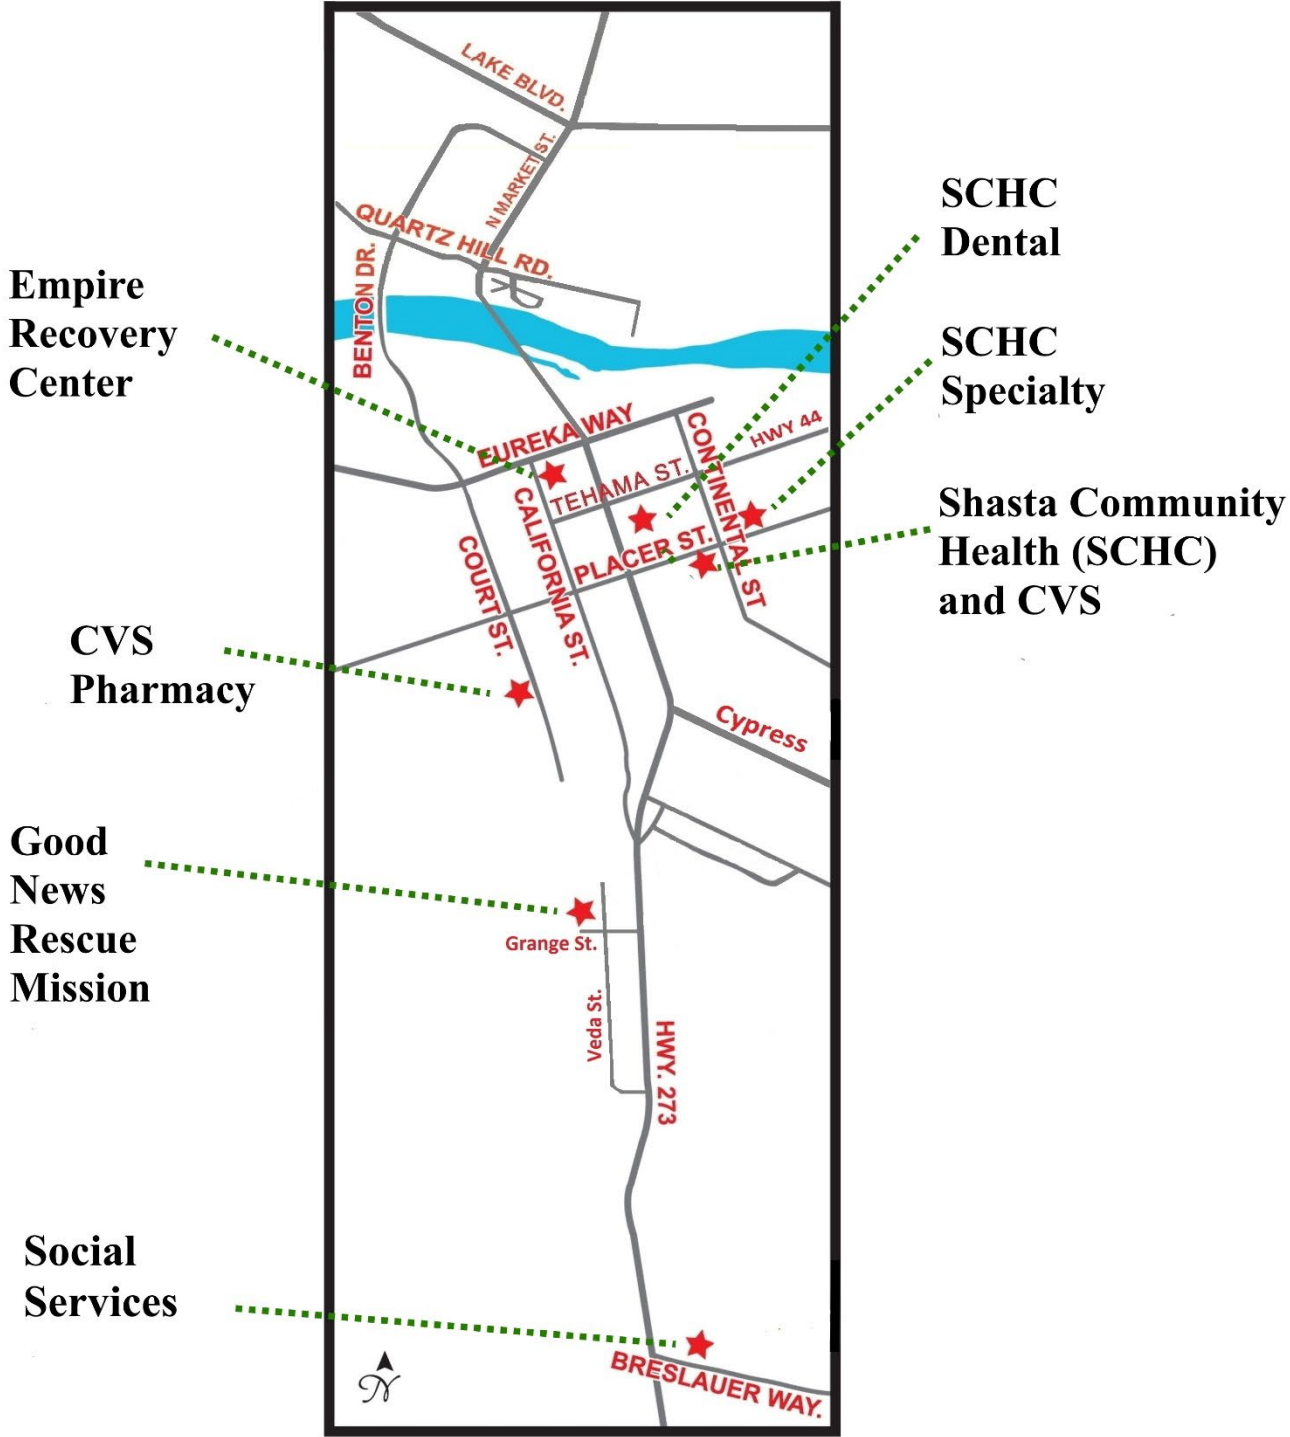 LAKE BLVD.
N MARKET ST.
QUARTZ HILL RD.
BENTON DR.
SCHC
Dental
Empire
Recovery
Center
SCHC
Specialty
EUREKA WAY
CONTINENTAL ST
HWY 44
TEHAMA ST.
CALIFORNIA ST.
PLACER ST.
COURT ST.
Shasta Community
Health (SCHC)
and CVS
CVS
Pharmacy
Cypress
Good
News
Rescue
Mission
Grange St.
Veda St.
HWY. 273
Social
Services
BRESLAUER WAY.
N